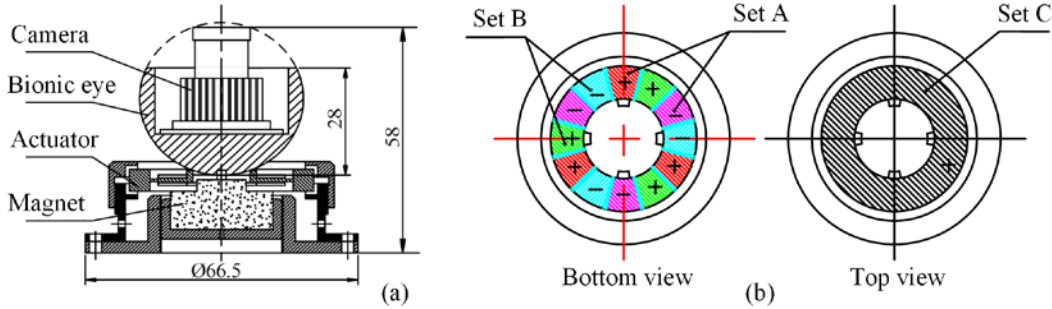 Camera
Bionic eye
Actuator
Magnet
28
58
Ø66.5
(a)
Set B
Set A
Set C
+
+
−
−
+
+
−
+
−
+
−
+
Bottom view
(b)
Top view